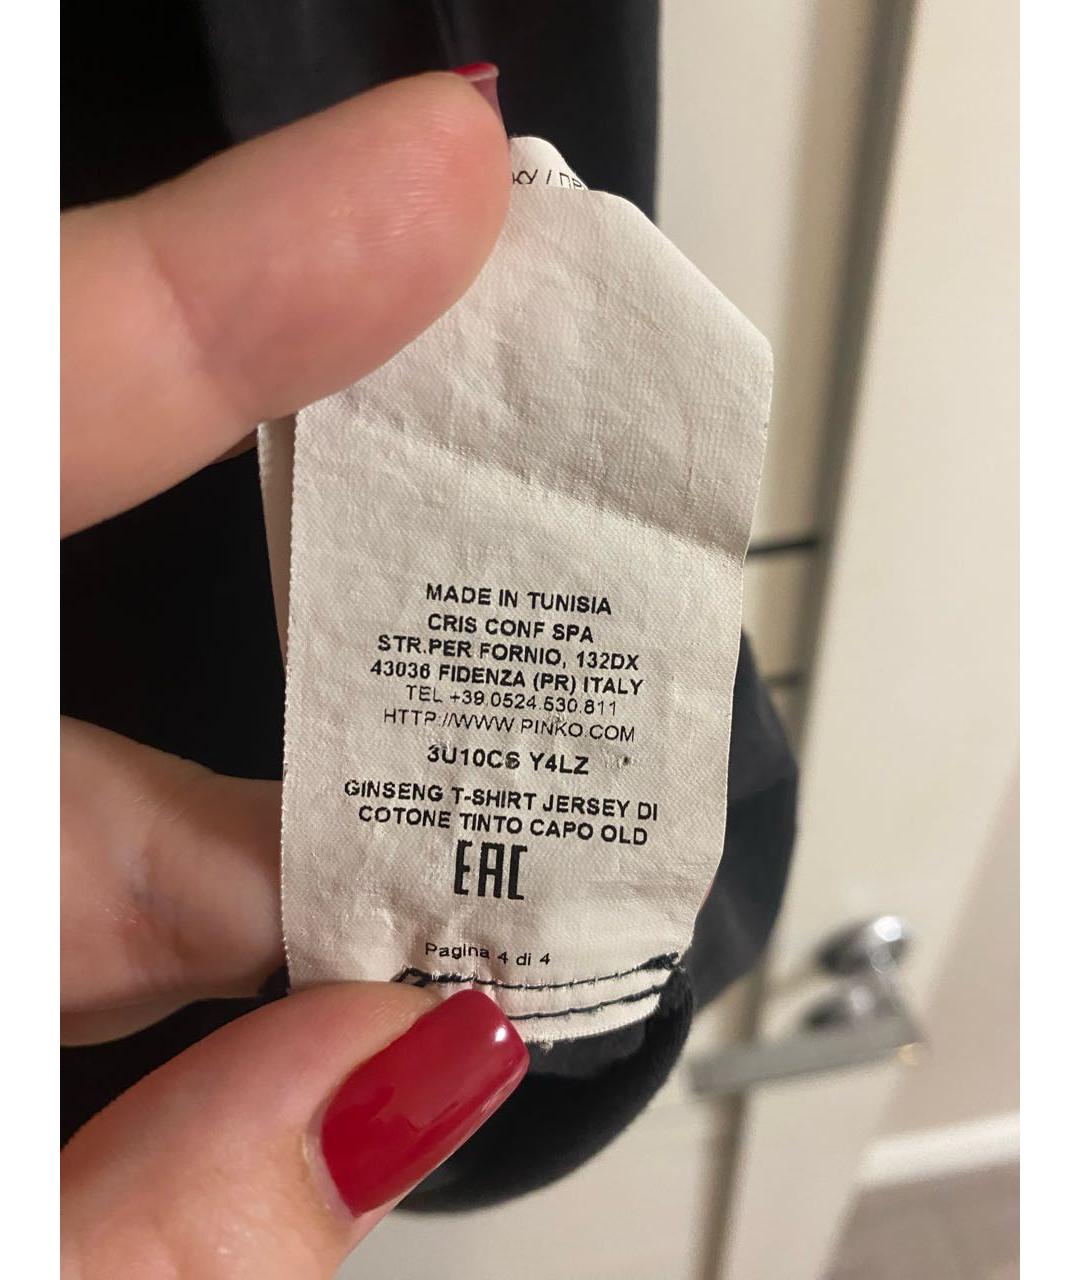 MADE IN TUNISIA
CRIS CONF SPA
STR.PER FORNIO, 132DX
43036 FIDENZA (PR) ITALY
TEL +39.0524.530.811
HTTP://WWW.PINKO.COM
3U10CS Y4LZ
GINSENG T-SHIRT JERSEY DI
COTONE TINTO CAPO OLD
EAC
Pagina 4 di 4